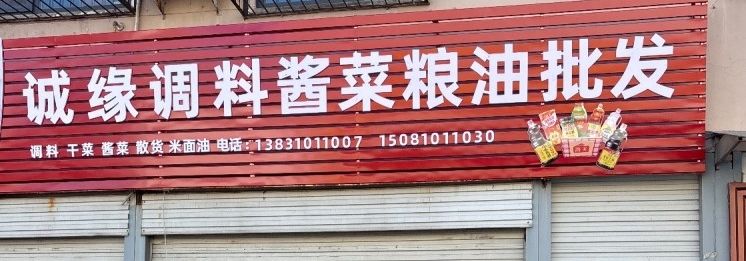 诚缘调料酱菜粮油批发
调料 干菜 酱菜 散货 米面油 电话:13831011007 15081011030